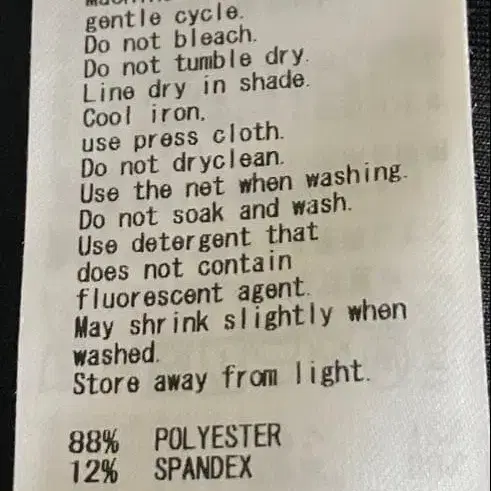 gentle cycle.
Do not bleach.
Do not tumble dry.
Line dry in shade.
Cool iron.
use press cloth.
Do not dryclean.
Use the net when washing.
Do not soak and wash.
Use detergent that
does not contain
fluorescent agent.
May shrink slightly when
washed.
Store away from light.
88% POLYESTER
12% SPANDEX